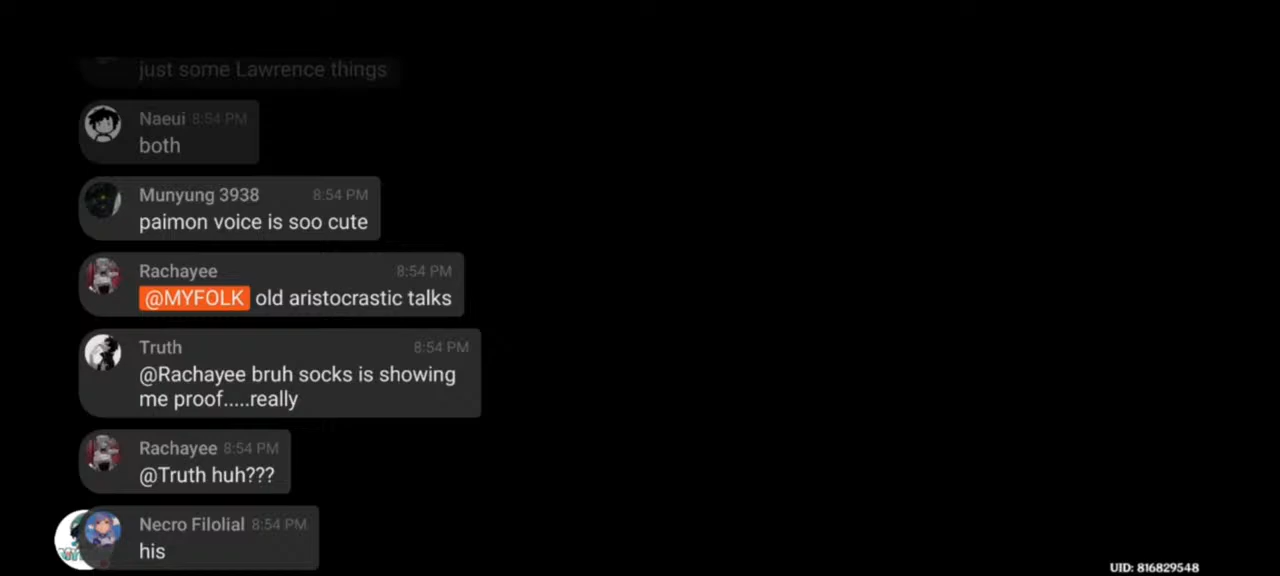 just some Lawrence things
Naeui 8:54 PM
both
Munyung 3938 8:54 PM
paimon voice is soo cute
Rachayee 8:54 PM
@MYFOLK old aristocrastic talks
Truth 8:54 PM
@Rachayee bruh socks is showing
me proof.....really
Rachayee 8:54 PM
@Truth huh???
Necro Filolial 8:54 PM
his
UID: 816829548